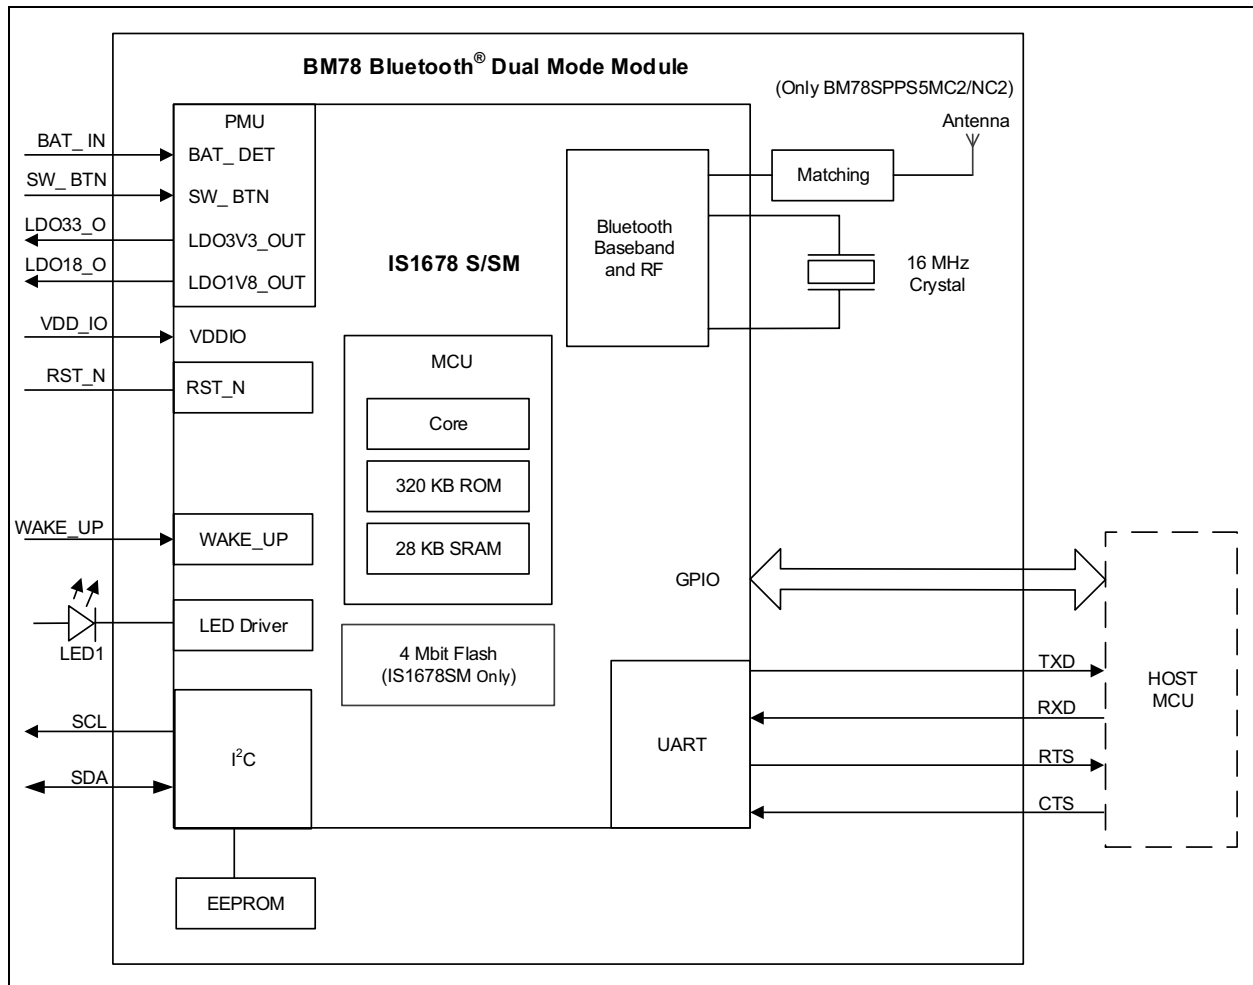 BM78 Bluetooth® Dual Mode Module
(Only BM78SPPS5MC2/NC2)
Antenna
PMU
BAT_ IN
BAT_ DET
SW_ BTN
SW_ BTN
LDO33_O
LDO3V3_OUT
LDO18_O
LDO1V8_OUT
VDD_IO
VDDIO
RST_N
RST_N
IS1678 S/SM
Bluetooth
Baseband
and RF
Matching
16 MHz
Crystal
MCU
Core
320 KB ROM
28 KB SRAM
WAKE_UP
WAKE_UP
LED1
LED Driver
4 Mbit Flash
(IS1678SM Only)
GPIO
SCL
SDA
I²C
EEPROM
UART
TXD
RXD
RTS
CTS
HOST
MCU